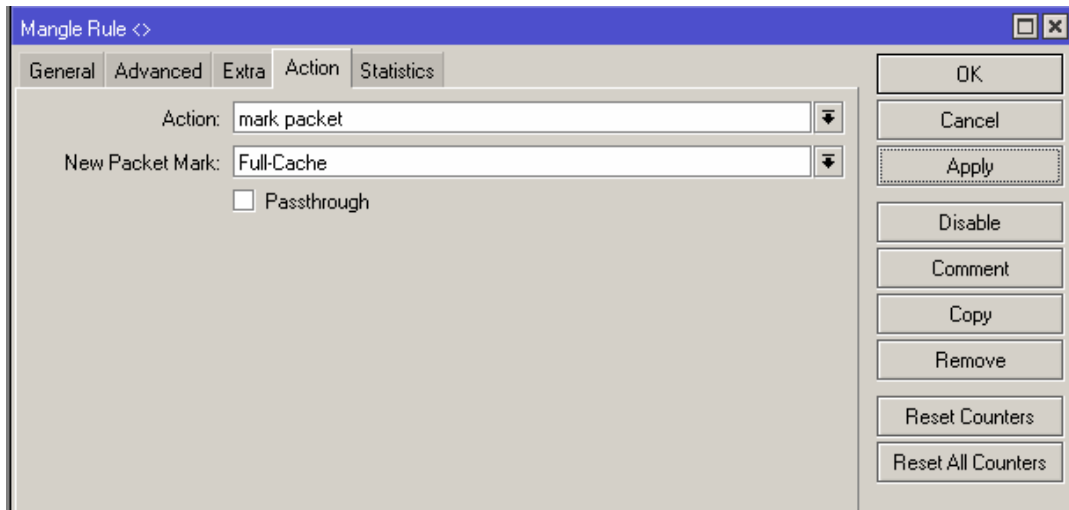 Mangle Rule <>
General Advanced Extra Action Statistics
Action: mark packet
New Packet Mark: Full-Cache
Passthrough
OK
Cancel
Apply
Disable
Comment
Copy
Remove
Reset Counters
Reset All Counters